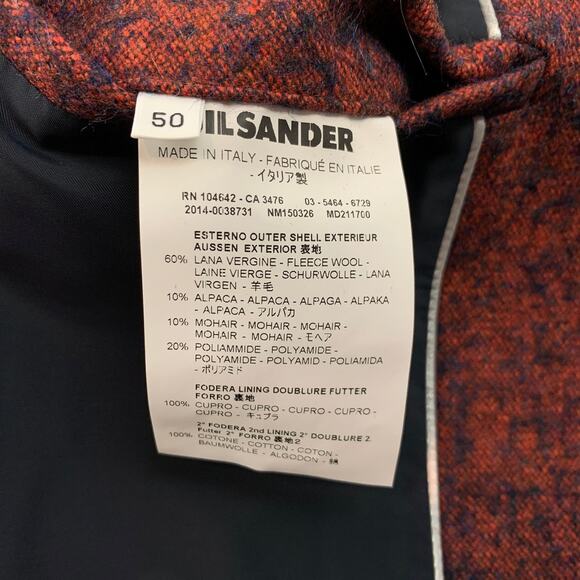 50
JIL SANDER
MADE IN ITALY - FABRIQUÉ EN ITALIE
- イタリア製
RN 104642 - CA 3476 03 - 5464 - 6729
2014-0038731 NM150326 MD211700
ESTERNO OUTER SHELL EXTERIEUR
AUSSEN EXTERIOR 表地
60% LANA VERGINE - FLEECE WOOL -
LAINE VIERGE - SCHURWOLLE - LANA
VIRGEN - 羊毛
10% ALPACA - ALPACA - ALPAGA - ALPAKA
- ALPACA - アルパカ
10% MOHAIR - MOHAIR - MOHAIR -
MOHAIR - MOHAIR - モヘア
20% POLIAMMIDE - POLYAMIDE -
POLYAMIDE - POLYAMID - POLIAMIDA
- ポリアミド
FODERA LINING DOUBLURE FUTTER
FORRO 裏地
100% CUPRO - CUPRO - CUPRO - CUPRO -
CUPRO - キュプラ
2° FODERA 2nd LINING 2° DOUBLURE 2.
Futter 2° FORRO 裏地2
100% COTONE - COTTON - COTON -
BAUMWOLLE - ALGODON - 綿